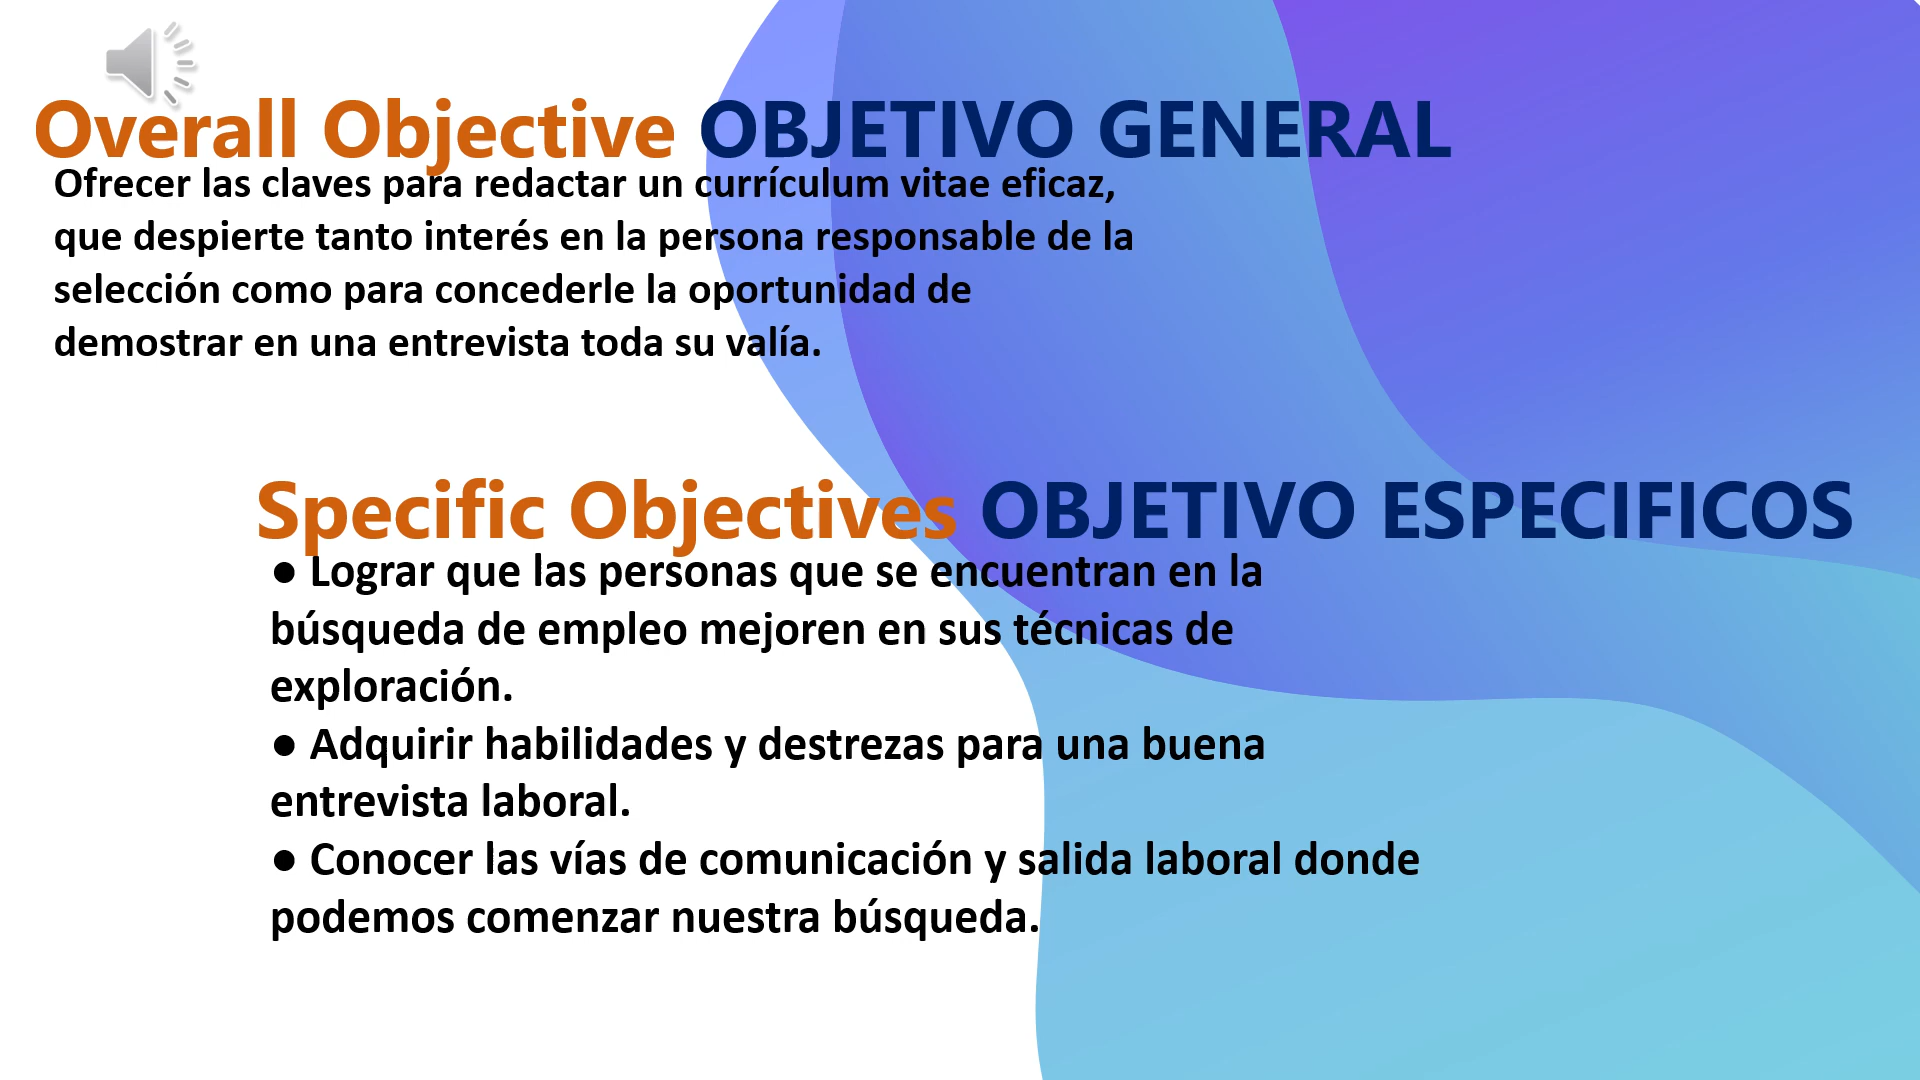 Overall Objective OBJETIVO GENERAL
Ofrecer las claves para redactar un currículum vitae eficaz,
que despierte tanto interés en la persona responsable de la
selección como para concederle la oportunidad de
demostrar en una entrevista toda su valía.
Specific Objectives OBJETIVO ESPECIFICOS
● Lograr que las personas que se encuentran en la
búsqueda de empleo mejoren en sus técnicas de
exploración.
● Adquirir habilidades y destrezas para una buena
entrevista laboral.
● Conocer las vías de comunicación y salida laboral donde
podemos comenzar nuestra búsqueda.